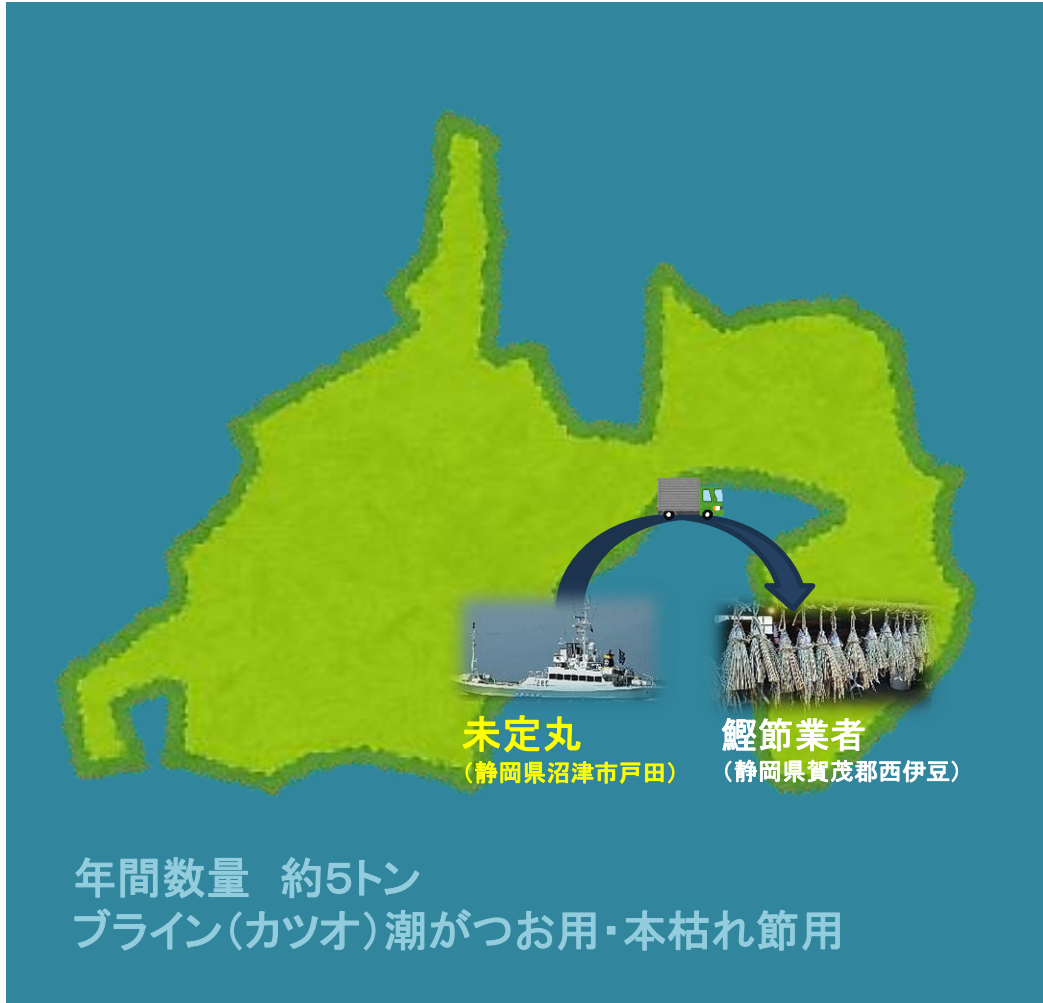 未定丸
（静岡県沼津市戸田）
鰹節業者
（静岡県賀茂郡西伊豆）
年間数量　約5トン
ブライン（カツオ）潮がつお用・本枯れ節用